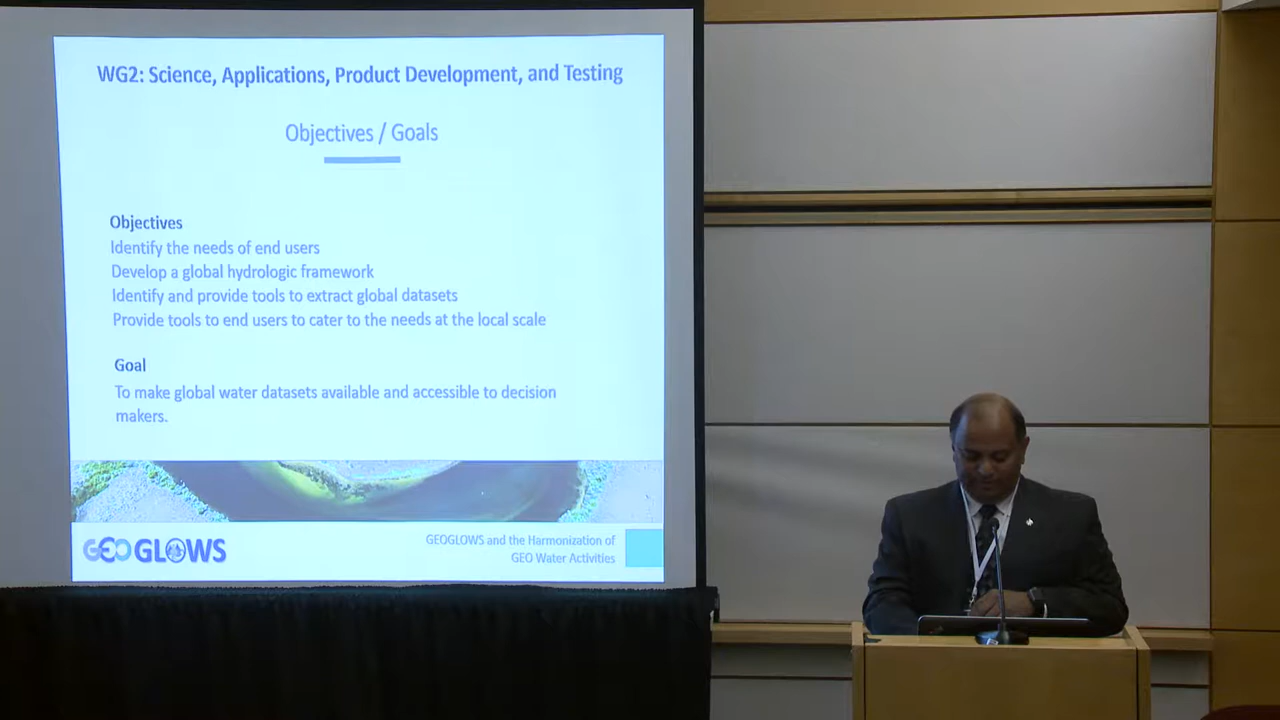 WG2: Science, Applications, Product Development, and Testing
Objectives / Goals
Objectives
Identify the needs of end users
Develop a global hydrologic framework
Identify and provide tools to extract global datasets
Provide tools to end users to cater to the needs at the local scale
Goal
To make global water datasets available and accessible to decision
makers.
GEOGLOWS
GEOGLOWS and the Harmonization of
GEO Water Activities